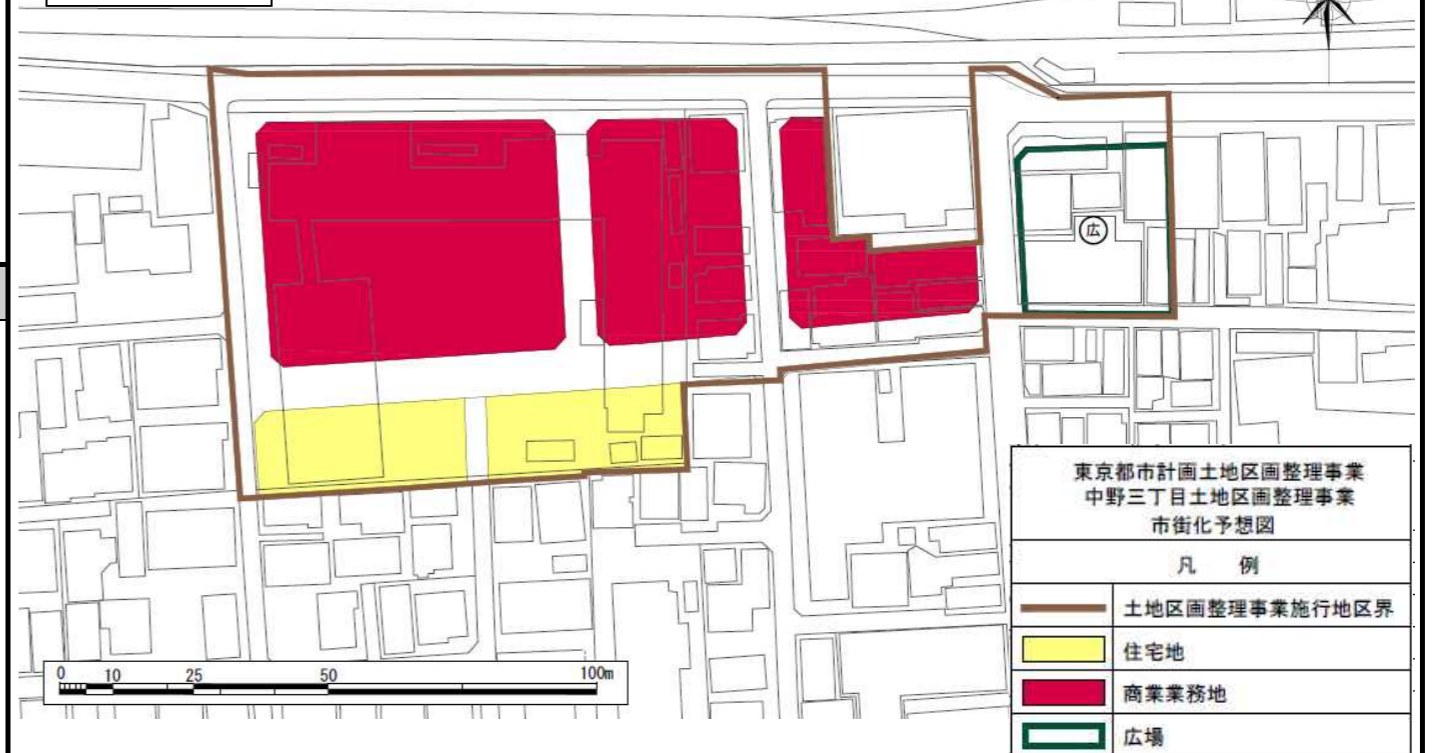 広
東京都市計画土地区画整理事業
中野三丁目土地区画整理事業
市街化予想図
凡 例
土地区画整理事業施行地区界
住宅地
商業業務地
広場
0 10 25 50 100m